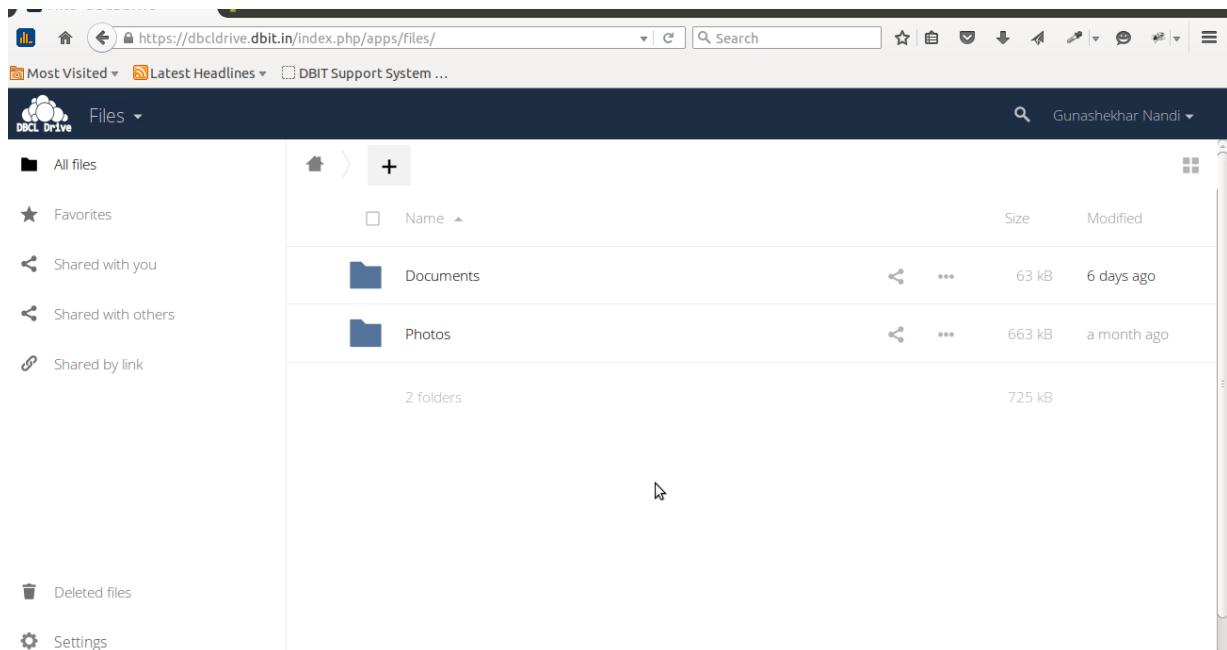 https://dbcldrive.dbit.in/index.php/apps/files/ Search
Most Visited Latest Headlines DBIT Support System ...
DBCL Drive Files Gunashekhar Nandi
All files
Favorites
Shared with you
Shared with others
Shared by link
Deleted files
Settings
Name Size Modified
Documents 63 kB 6 days ago
Photos 663 kB a month ago
2 folders 725 kB